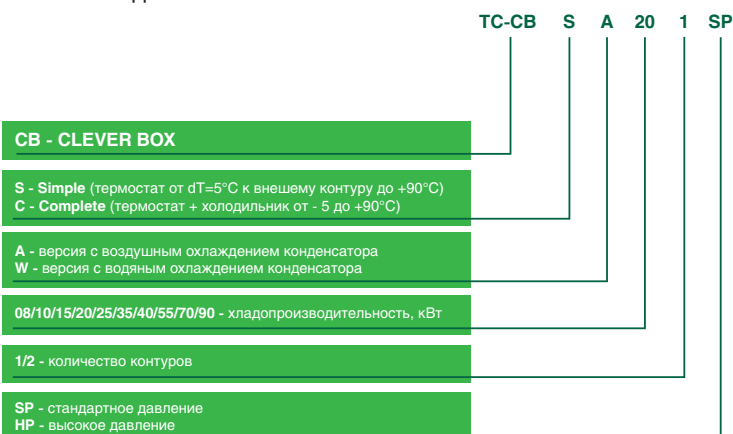 TC-CB S A 20 1 SP
CB - CLEVER BOX
S - Simple (термостат от dT=5°C к внешему контуру до +90°C)
C - Complete (термостат + холодильник от - 5 до +90°C)
A - версия с воздушным охлаждением конденсатора
W - версия с водяным охлаждением конденсатора
08/10/15/20/25/35/40/55/70/90 - хладопроизводительность, кВт
1/2 - количество контуров
SP - стандартное давление
HP - высокое давление